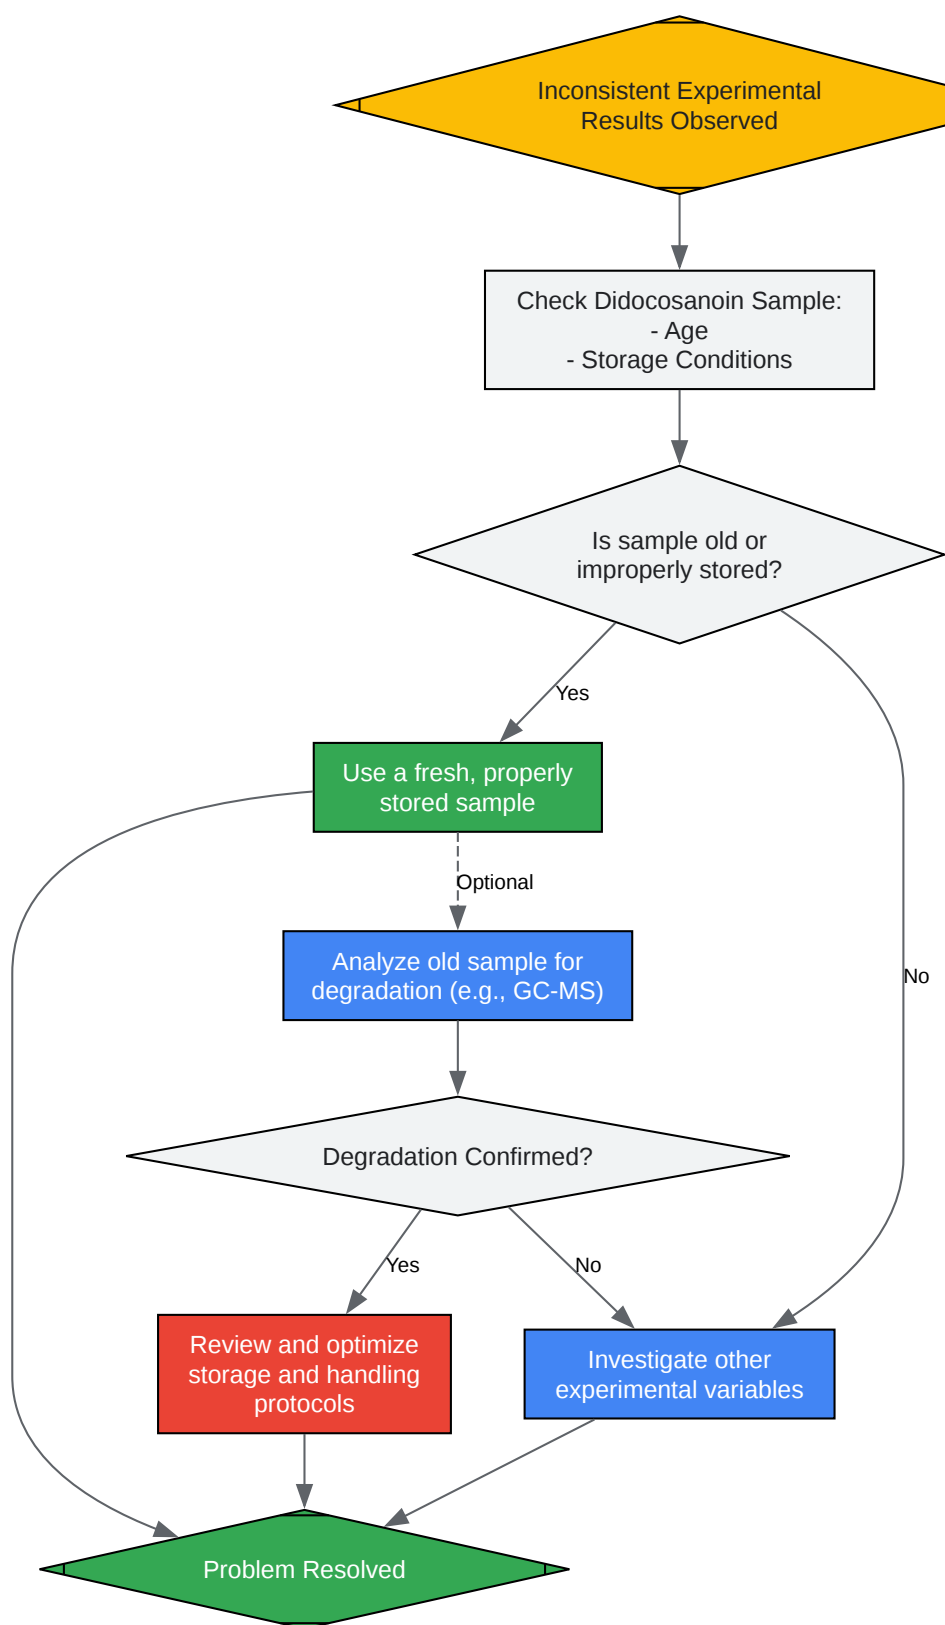 Inconsistent Experimental
Results Observed
Check Didocosanoin Sample:
- Age
- Storage Conditions
Is sample old or
improperly stored?
Yes
Use a fresh, properly
stored sample
Optional
Analyze old sample for
degradation (e.g., GC-MS)
No
Degradation Confirmed?
Yes
No
Review and optimize
storage and handling
protocols
Investigate other
experimental variables
Problem Resolved